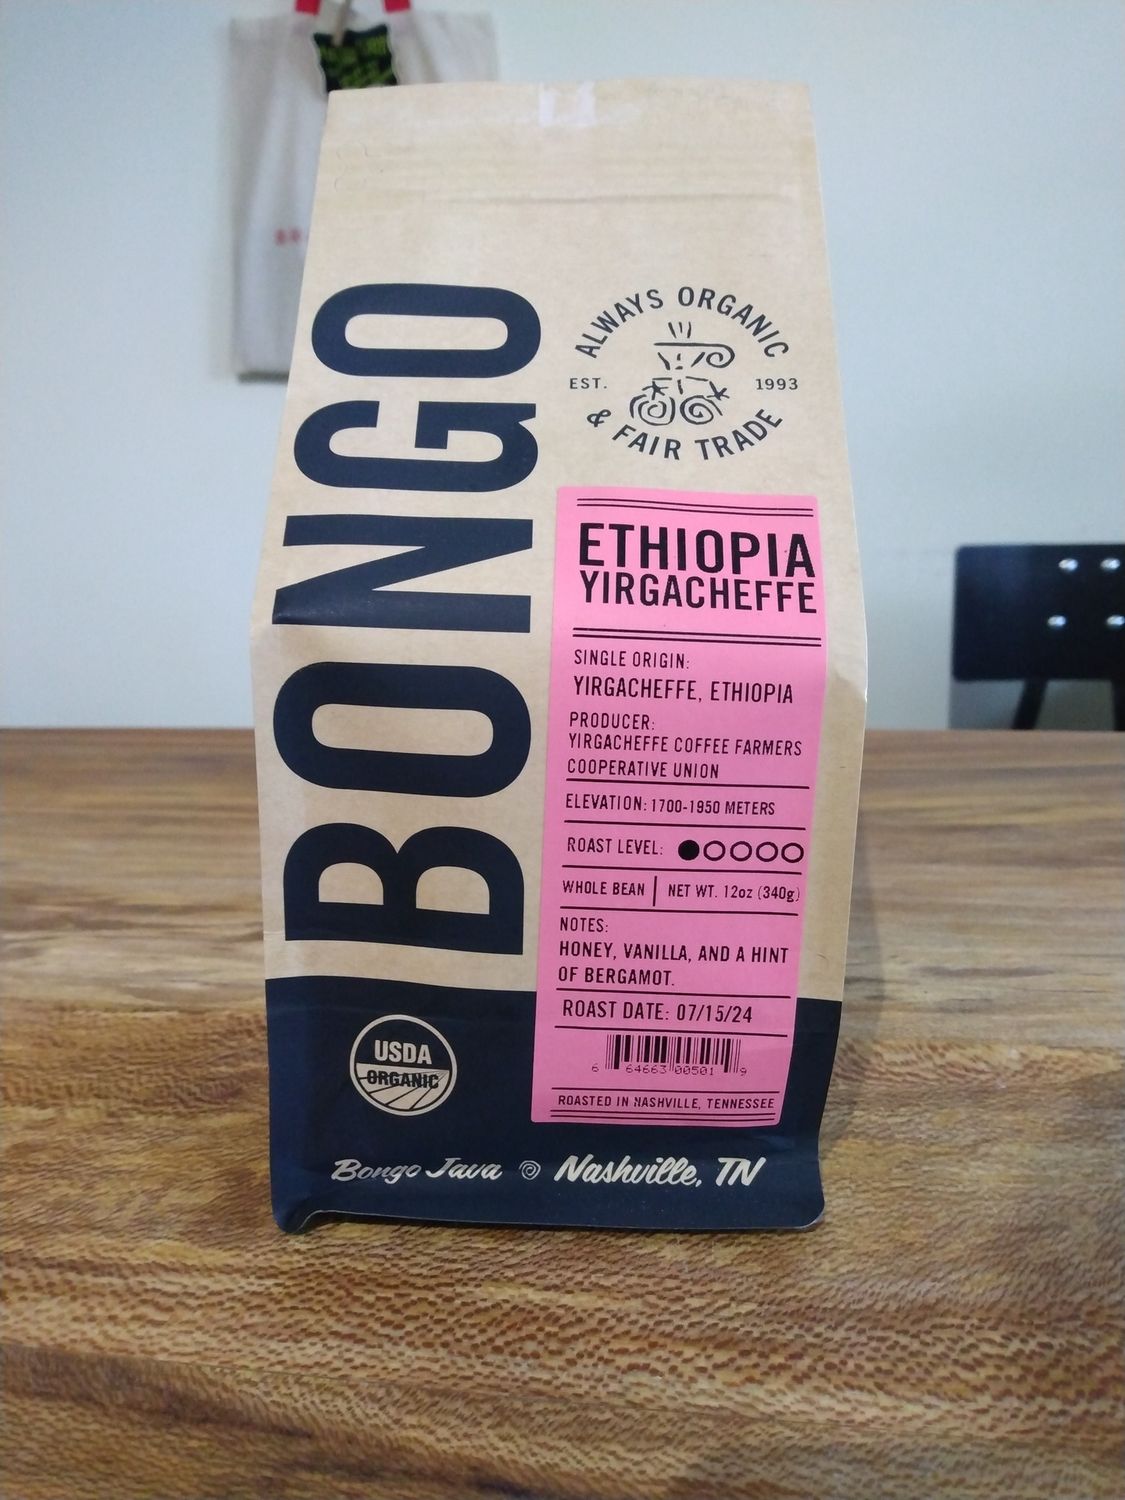 BONGO
ALWAYS ORGANIC
EST. 1993
& FAIR TRADE
ETHIOPIA
YIRGACHEFFE
SINGLE ORIGIN:
YIRGACHEFFE, ETHIOPIA
PRODUCER:
YIRGACHEFFE COFFEE FARMERS
COOPERATIVE UNION
ELEVATION: 1700-1950 METERS
ROAST LEVEL:
WHOLE BEAN | NET WT. 12oz (340g)
NOTES:
HONEY, VANILLA, AND A HINT
OF BERGAMOT.
ROAST DATE: 07/15/24
6 64663 00501 9
ROASTED IN NASHVILLE, TENNESSEE
USDA
ORGANIC
Bongo Java Nashville, TN